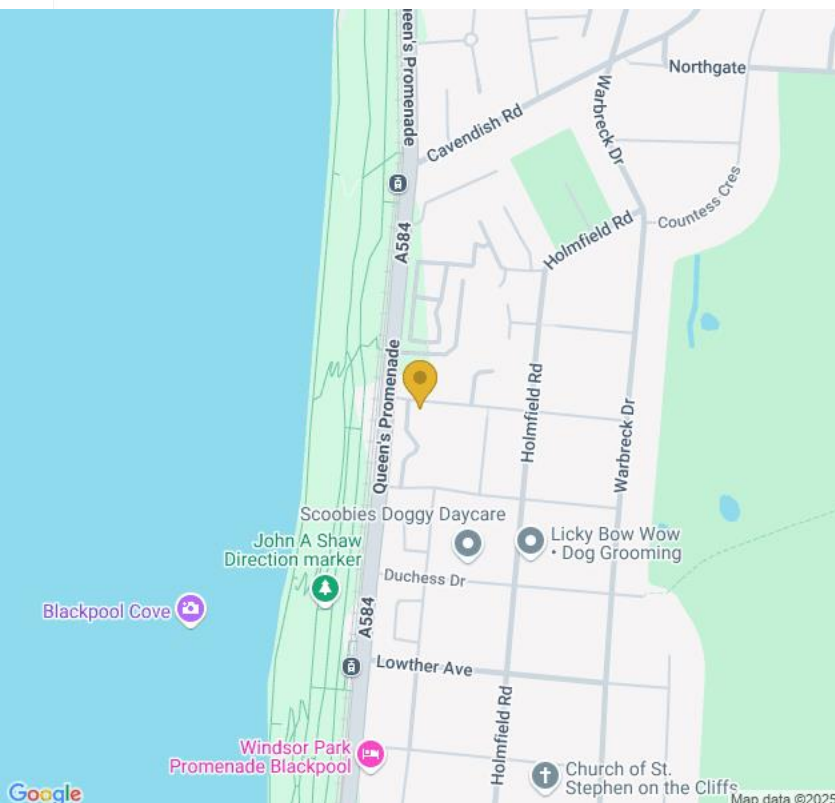 een's Promenade
Northgate
Warbreck Dr
Cavendish Rd
Countess Cres
Holmfield Rd
A584
Queen's Promenade
Holmfield Rd
Warbreck Dr
Scoobies Doggy Daycare
Licky Bow Wow
• Dog Grooming
John A Shaw
Direction marker
Duchess Dr
Blackpool Cove
A584
Lowther Ave
Holmfield Rd
Windsor Park
Promenade Blackpool
Church of St.
Stephen on the Cliffs
Google
Map data ©2025